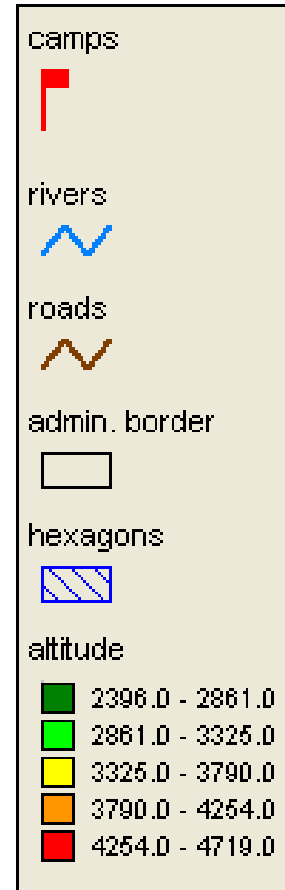 camps
rivers
roads
admin. border
hexagons
altitude
2396.0 - 2861.0
2861.0 - 3325.0
3325.0 - 3790.0
3790.0 - 4254.0
4254.0 - 4719.0